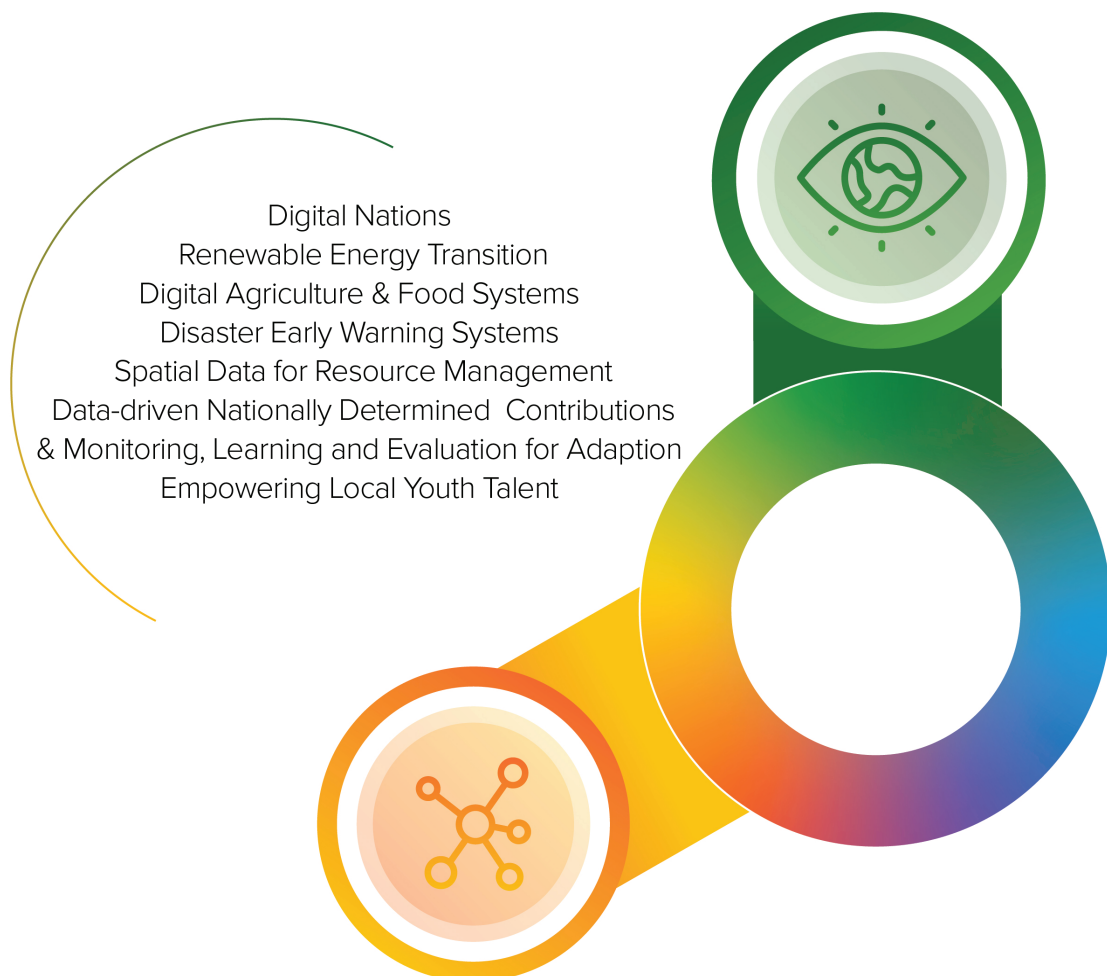 Digital Nations
Renewable Energy Transition
Digital Agriculture & Food Systems
Disaster Early Warning Systems
Spatial Data for Resource Management
Data-driven Nationally Determined  Contributions
& Monitoring, Learning and Evaluation for Adaption
Empowering Local Youth Talent